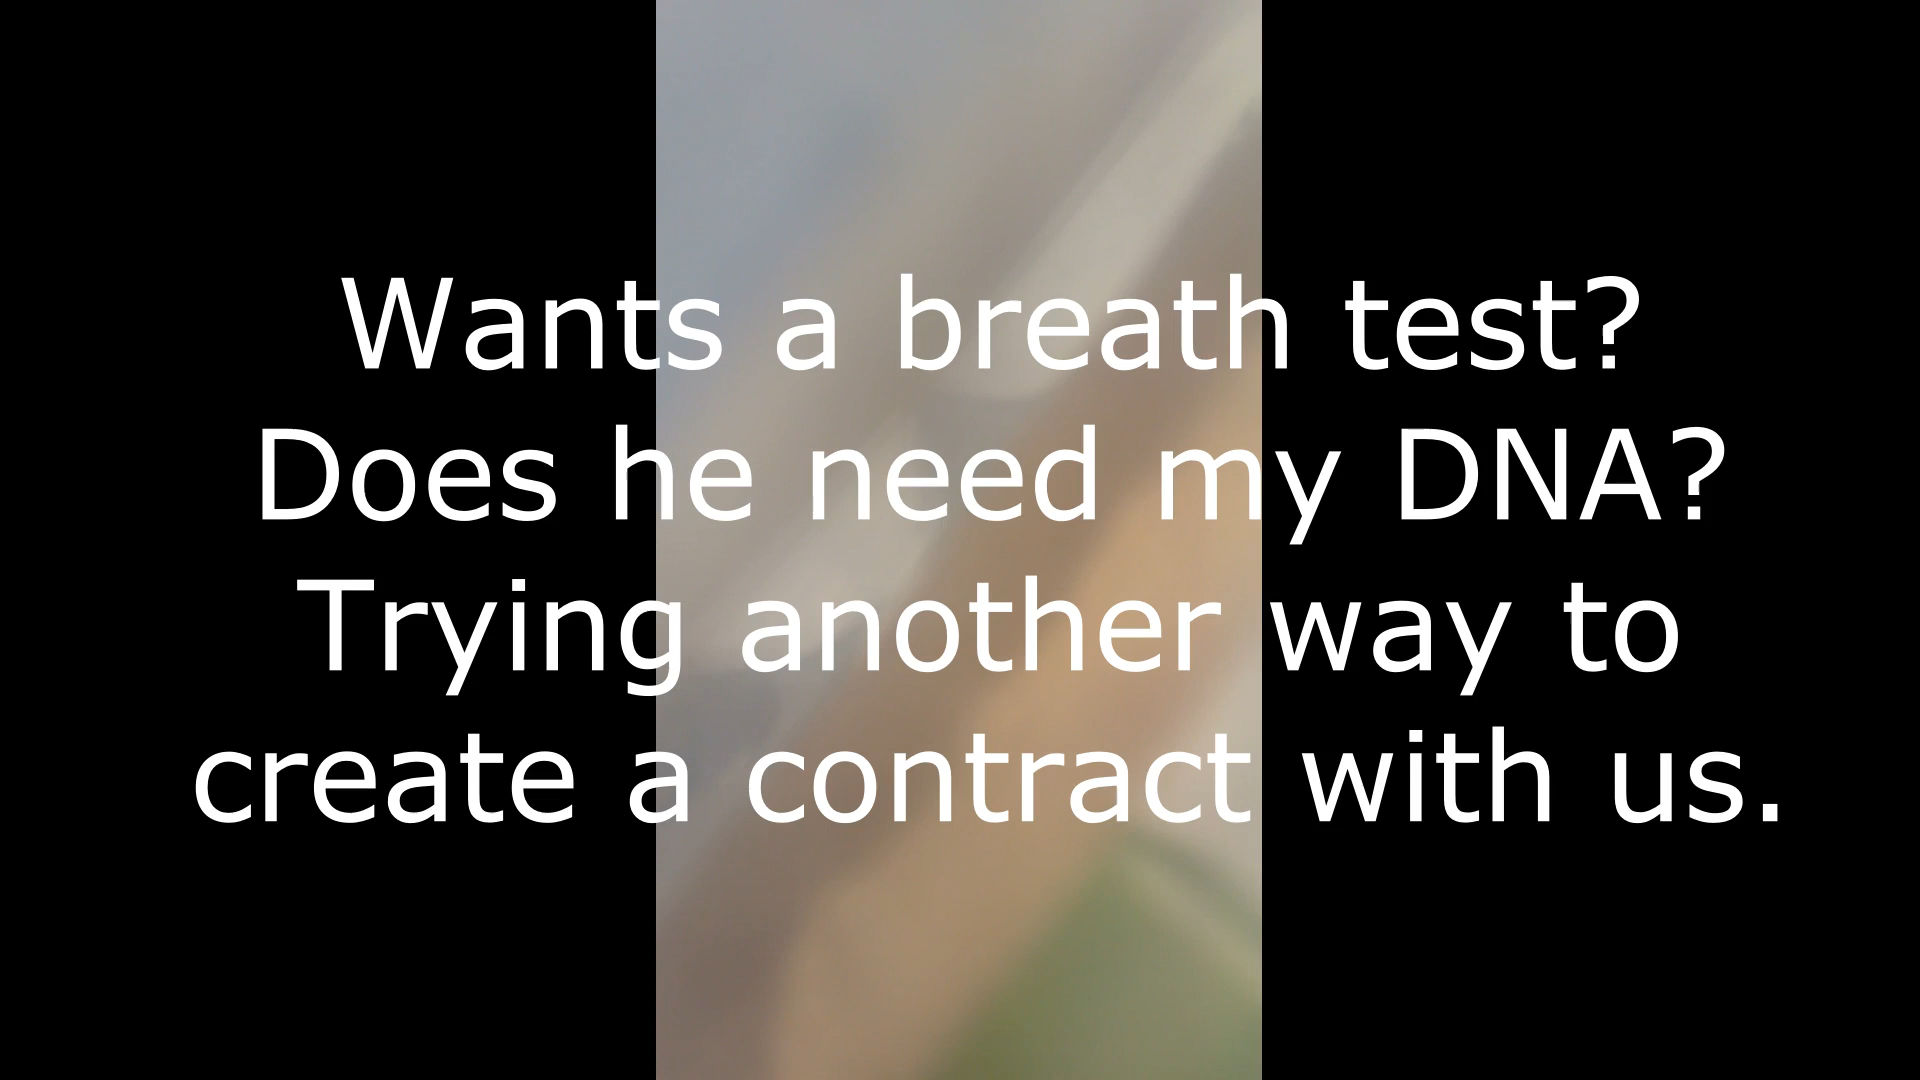 Wants a breath test?
Does he need my DNA?
Trying another way to
create a contract with us.